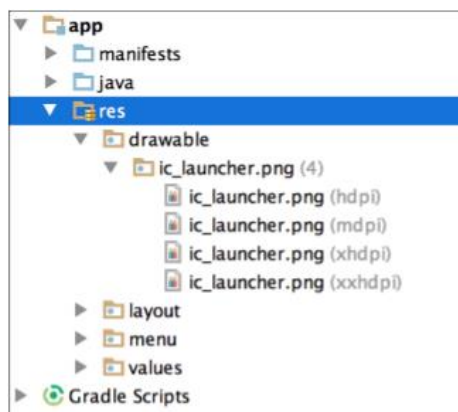 app
manifests
java
res
drawable
ic_launcher.png (4)
ic_launcher.png (hdpi)
ic_launcher.png (mdpi)
ic_launcher.png (xhdpi)
ic_launcher.png (xxhdpi)
layout
menu
values
Gradle Scripts